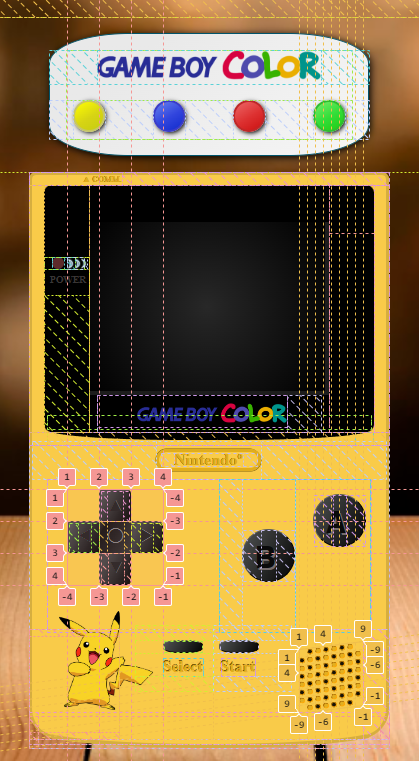 GAME BOY COLOR
▲ COMM.
POWER
GAME BOY COLOR
Nintendo®
1 2 3 4
1 -4
2 -3
3 -2
4 -1
-4 -3 -2 -1
A
B
Select Start
1 4 9
1 -9
4 -6
9 -1
-9 -6 -1